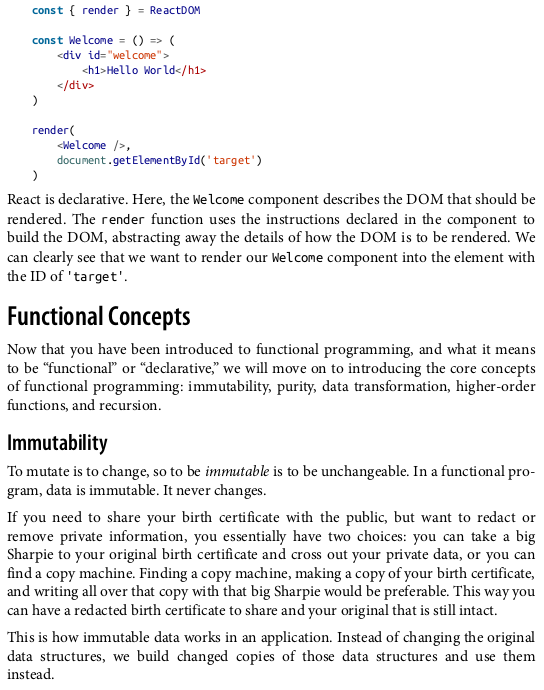 const { render } = ReactDOM
const Welcome = () => (
    <div id="welcome">
        <h1>Hello World</h1>
    </div>
)
render(
    <Welcome />,
    document.getElementById('target')
)
React is declarative. Here, the Welcome component describes the DOM that should be
rendered. The render function uses the instructions declared in the component to
build the DOM, abstracting away the details of how the DOM is to be rendered. We
can clearly see that we want to render our Welcome component into the element with
the ID of 'target'.
Functional Concepts
Now that you have been introduced to functional programming, and what it means
to be “functional” or “declarative,” we will move on to introducing the core concepts
of functional programming: immutability, purity, data transformation, higher-order
functions, and recursion.
Immutability
To mutate is to change, so to be immutable is to be unchangeable. In a functional pro-
gram, data is immutable. It never changes.
If you need to share your birth certificate with the public, but want to redact or
remove private information, you essentially have two choices: you can take a big
Sharpie to your original birth certificate and cross out your private data, or you can
find a copy machine. Finding a copy machine, making a copy of your birth certificate,
and writing all over that copy with that big Sharpie would be preferable. This way you
can have a redacted birth certificate to share and your original that is still intact.
This is how immutable data works in an application. Instead of changing the original
data structures, we build changed copies of those data structures and use them
instead.